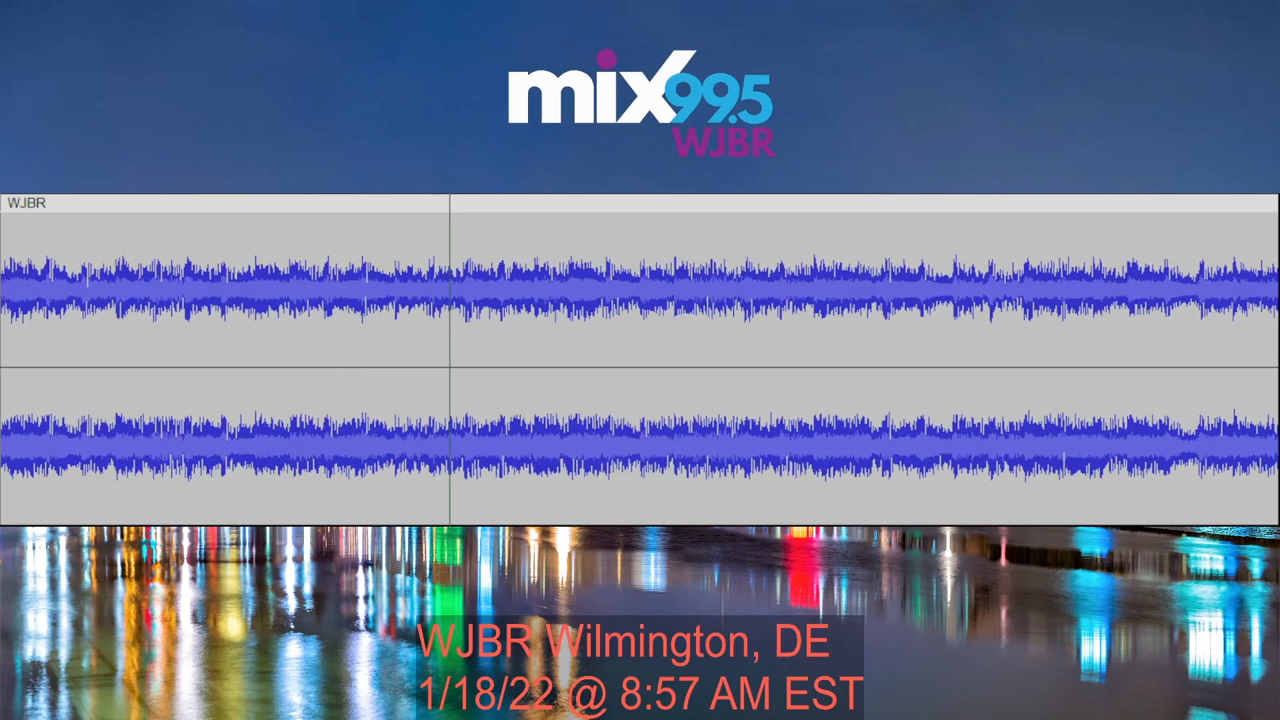 mix99.5
WJBR
WJBR
WJBR Wilmington, DE
1/18/22 @ 8:57 AM EST